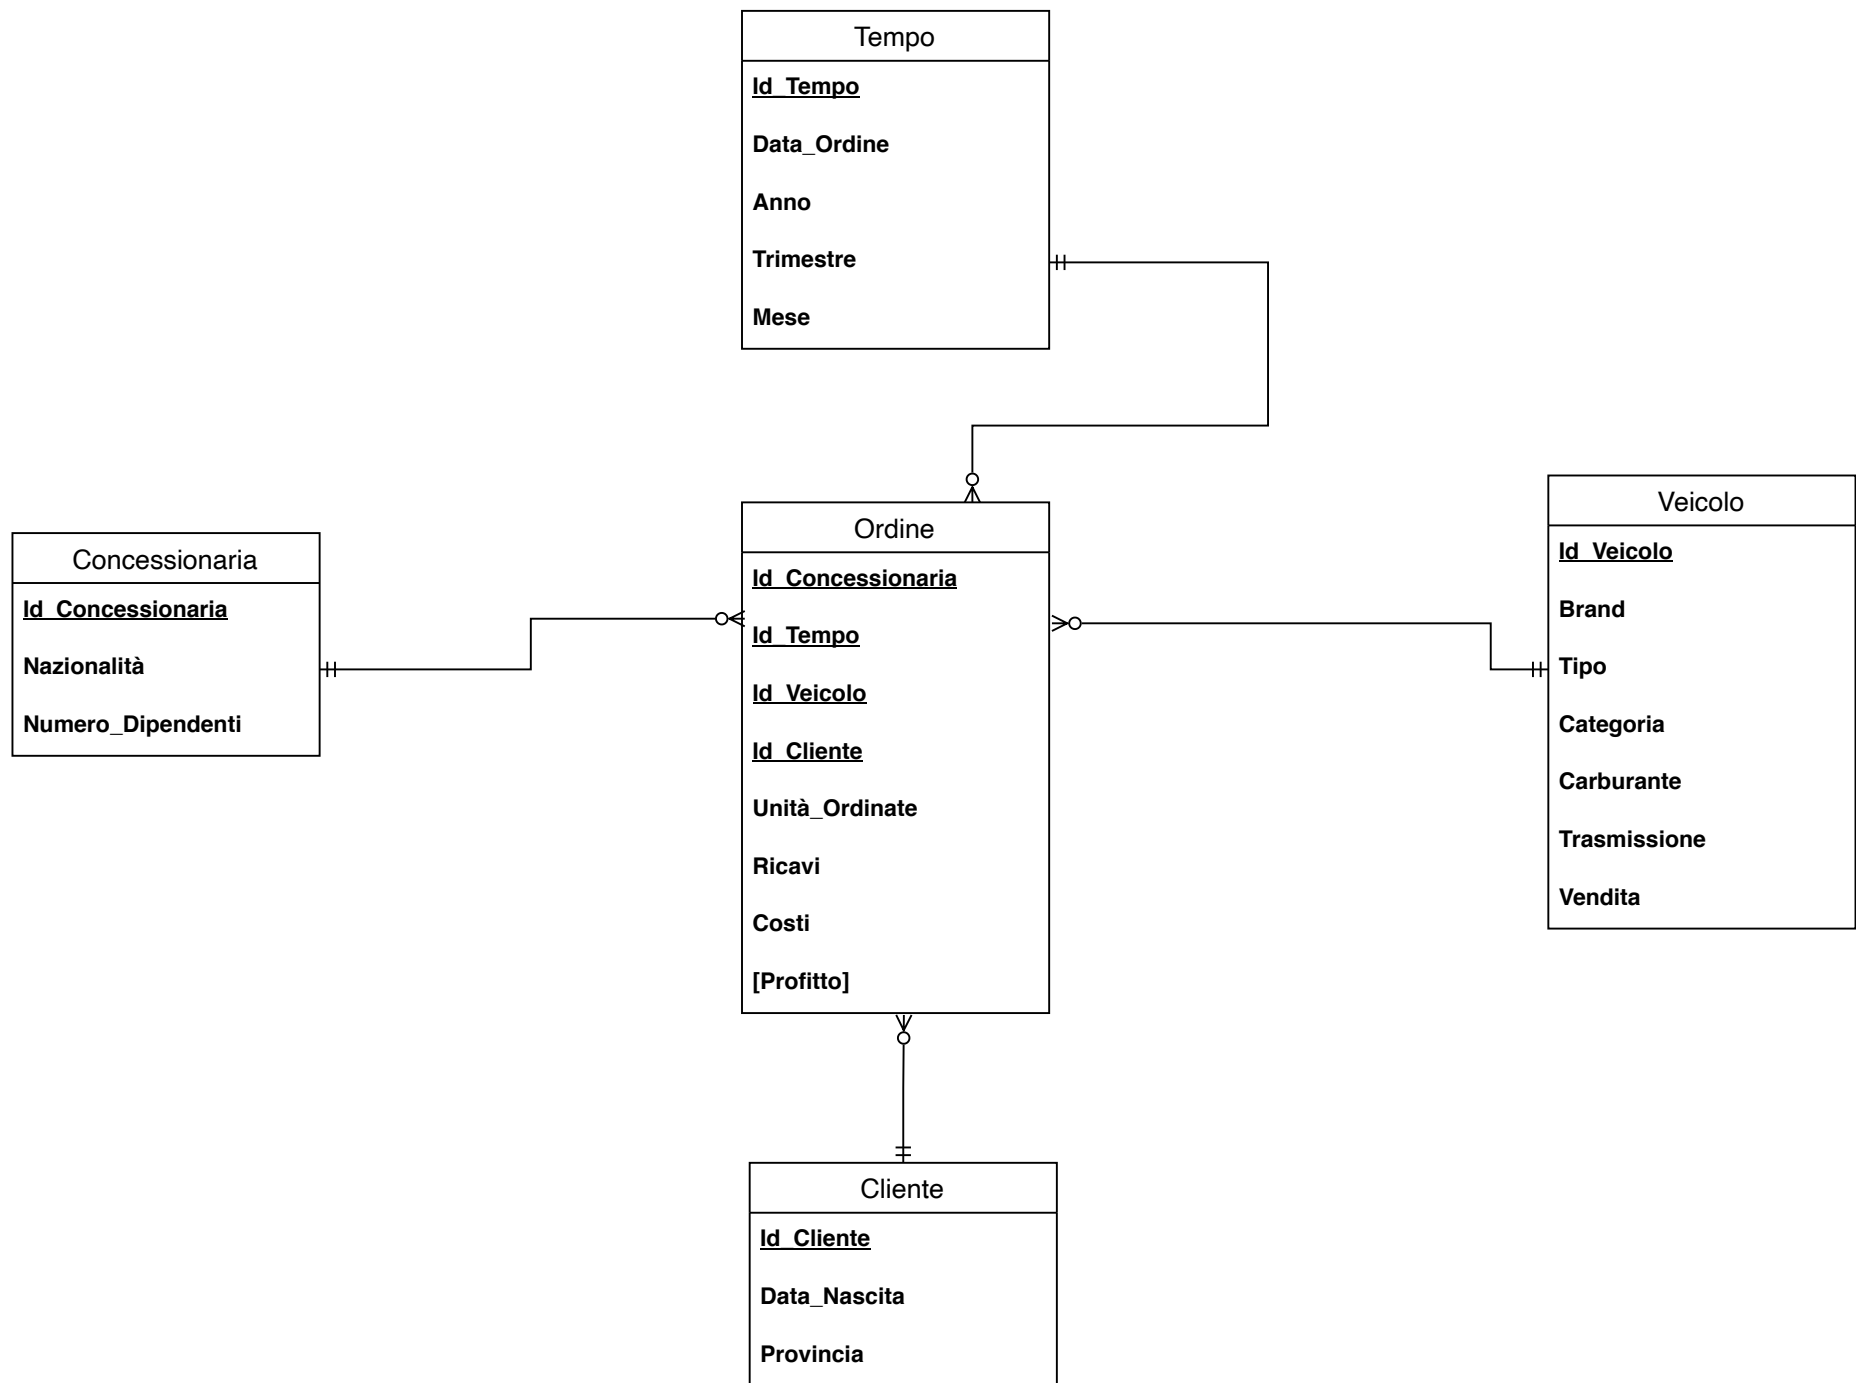 Tempo
Id_Tempo
Data_Ordine
Anno
Trimestre
Mese
Concessionaria
Id_Concessionaria
Nazionalità
Numero_Dipendenti
Ordine
Id_Concessionaria
Id_Tempo
Id_Veicolo
Id_Cliente
Unità_Ordinate
Ricavi
Costi
[Profitto]
Veicolo
Id_Veicolo
Brand
Tipo
Categoria
Carburante
Trasmissione
Vendita
Cliente
Id_Cliente
Data_Nascita
Provincia